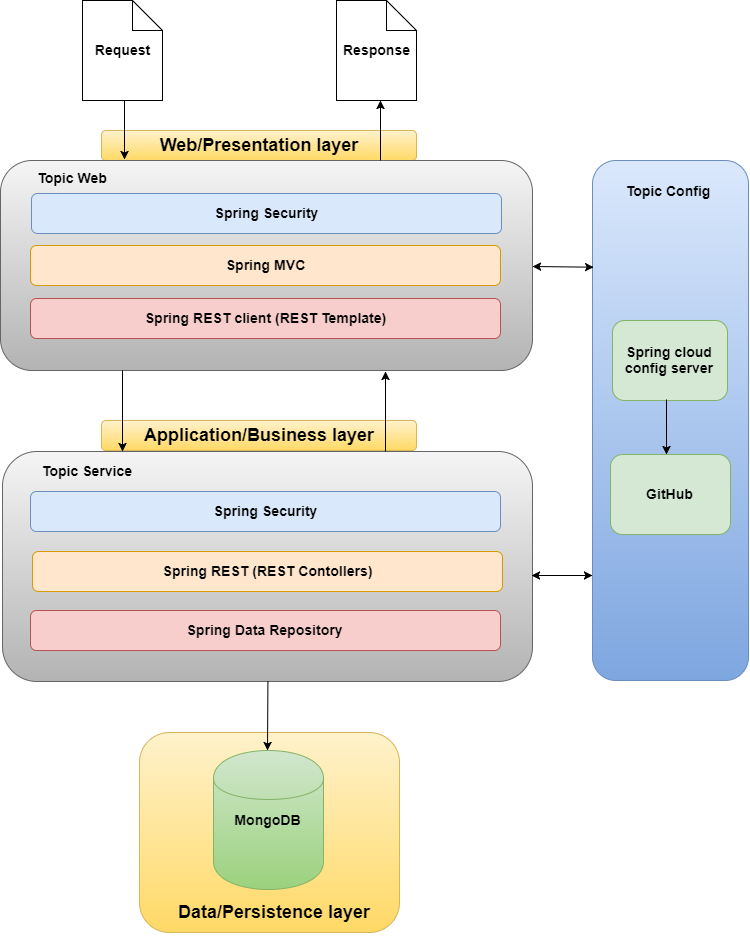 Request
Response
Web/Presentation layer
Topic Web
Spring Security
Spring MVC
Spring REST client (REST Template)
Topic Config
Spring cloud
config server
GitHub
Application/Business layer
Topic Service
Spring Security
Spring REST (REST Contollers)
Spring Data Repository
MongoDB
Data/Persistence layer